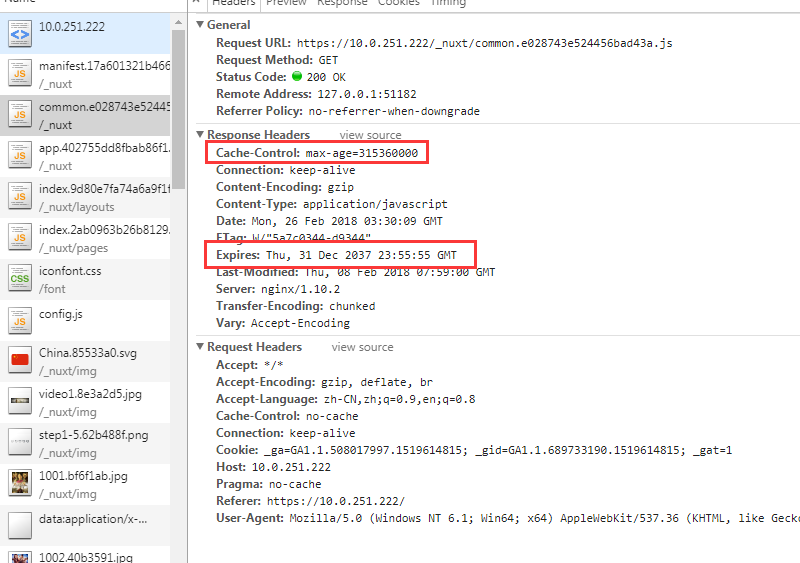 Headers Preview Response Cookies Timing
10.0.251.222
manifest.17a601321b466
/_nuxt
common.e028743e52445
/_nuxt
app.402755dd8fbab86f1.
/_nuxt
index.9d80e7fa74a6a9f1f
/_nuxt/layouts
index.2ab0963b26b8129.
/_nuxt/pages
iconfont.css
/font
config.js
China.85533a0.svg
/_nuxt/img
video1.8e3a2d5.jpg
/_nuxt/img
step1-5.62b488f.png
/_nuxt/img
1001.bf6f1ab.jpg
/_nuxt/img
data:application/x-...
1002.40b3591.jpg
General
Request URL: https://10.0.251.222/_nuxt/common.e028743e524456bad43a.js
Request Method: GET
Status Code: 200 OK
Remote Address: 127.0.0.1:51182
Referrer Policy: no-referrer-when-downgrade
Response Headers view source
Cache-Control: max-age=315360000
Connection: keep-alive
Content-Encoding: gzip
Content-Type: application/javascript
Date: Mon, 26 Feb 2018 03:30:09 GMT
ETag: W/"5a7c0344-d9344"
Expires: Thu, 31 Dec 2037 23:55:55 GMT
Last-Modified: Thu, 08 Feb 2018 07:59:00 GMT
Server: nginx/1.10.2
Transfer-Encoding: chunked
Vary: Accept-Encoding
Request Headers view source
Accept: */*
Accept-Encoding: gzip, deflate, br
Accept-Language: zh-CN,zh;q=0.9,en;q=0.8
Cache-Control: no-cache
Connection: keep-alive
Cookie: _ga=GA1.1.508017997.1519614815; _gid=GA1.1.689733190.1519614815; _gat=1
Host: 10.0.251.222
Pragma: no-cache
Referer: https://10.0.251.222/
User-Agent: Mozilla/5.0 (Windows NT 6.1; Win64; x64) AppleWebKit/537.36 (KHTML, like Gecko